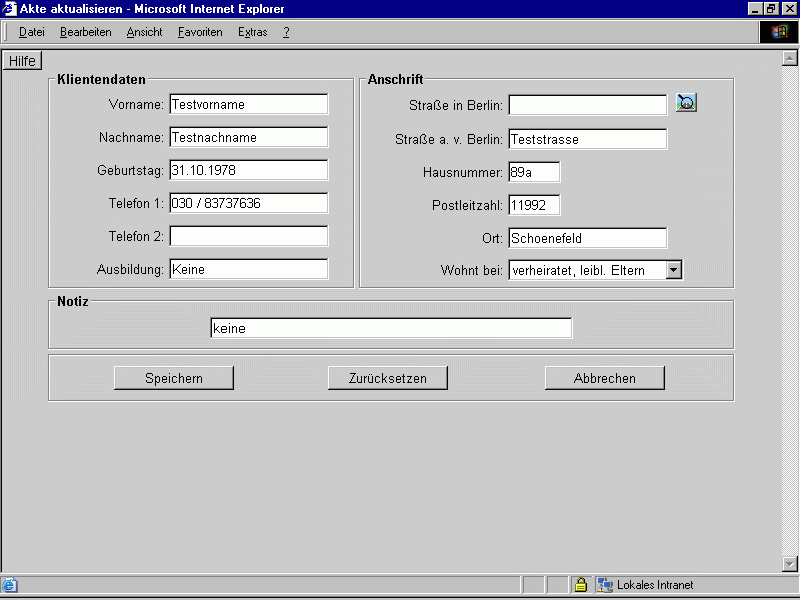 Akte aktualisieren - Microsoft Internet Explorer
Datei Bearbeiten Ansicht Favoriten Extras ?
Hilfe
Klientendaten
Vorname: Testvorname
Nachname: Testnachname
Geburtstag: 31.10.1978
Telefon 1: 030 / 83737636
Telefon 2:
Ausbildung: Keine
Anschrift
Straße in Berlin:
Straße a. v. Berlin: Teststrasse
Hausnummer: 89a
Postleitzahl: 11992
Ort: Schoenefeld
Wohnt bei: verheiratet, leibl. Eltern
Notiz
keine
Speichern Zurücksetzen Abbrechen
Lokales Intranet